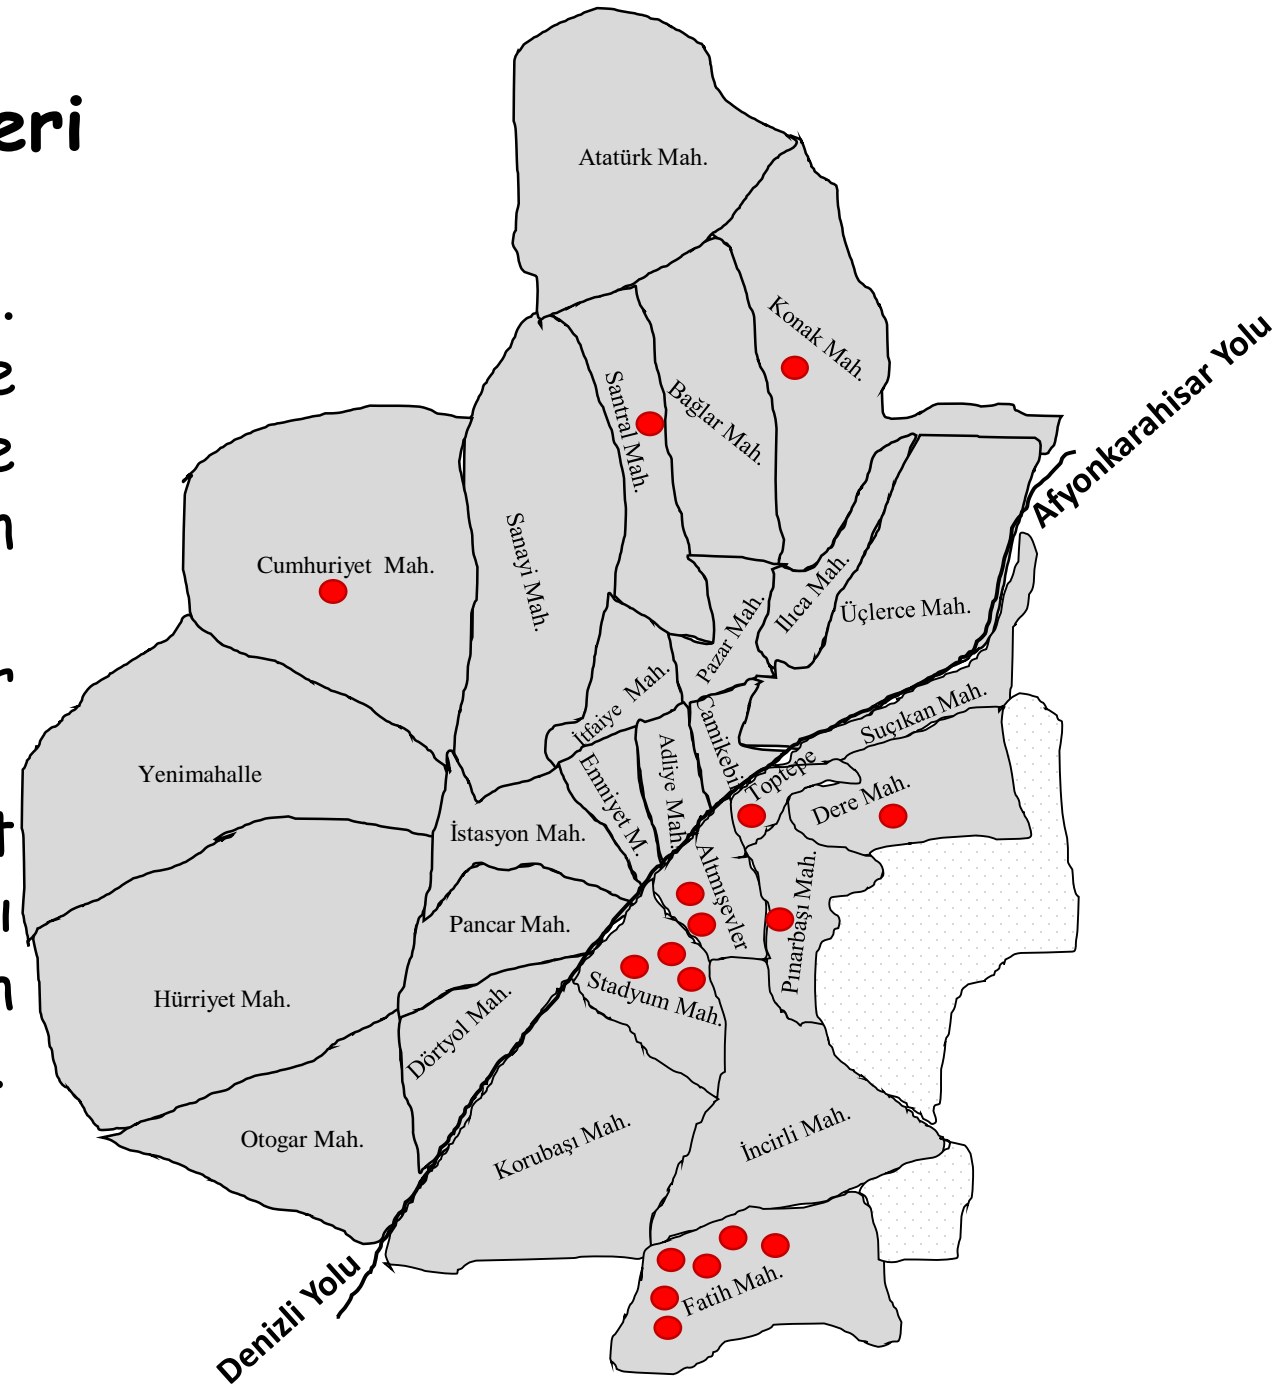 eri
.
e
e
n
r
t
ı
n
.
Atatürk Mah.
Konak Mah.
Afyonkarahisar Yolu
Santral Mah.
Bağlar Mah.
Sanayi Mah.
Cumhuriyet Mah.
Ilıca Mah.
Üçlerce Mah.
Pazar Mah.
İtfaiye Mah.
Suçıkan Mah.
Camikebir
Adliye Mah.
Emniyet M.
Toptepe
Dere Mah.
Yenimahalle
İstasyon Mah.
Altmışevler
Pınarbaşı Mah.
Pancar Mah.
Stadyum Mah.
Hürriyet Mah.
Dörtyol Mah.
Otogar Mah.
Korubaşı Mah.
İncirli Mah.
Fatih Mah.
Denizli Yolu